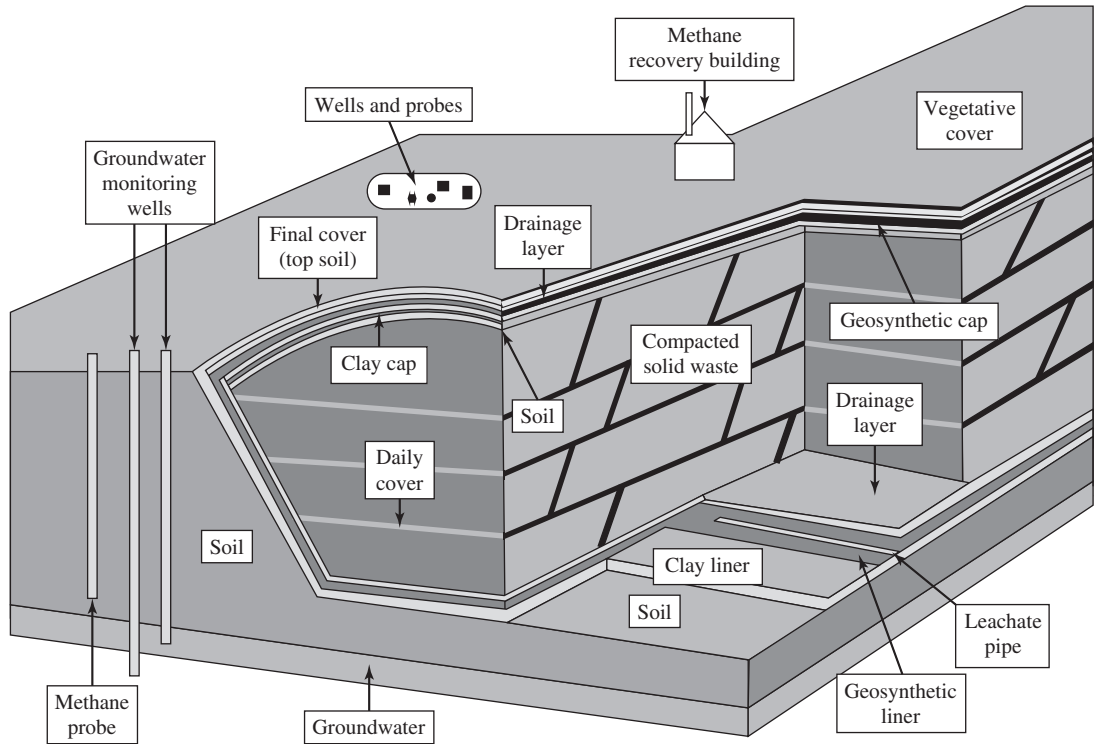 Methane
recovery building
Wells and probes
Vegetative
cover
Groundwater
monitoring
wells
Final cover
(top soil)
Drainage
layer
Geosynthetic cap
Clay cap
Compacted
solid waste
Soil
Drainage
layer
Daily
cover
Soil
Clay liner
Soil
Leachate
pipe
Methane
probe
Groundwater
Geosynthetic
liner